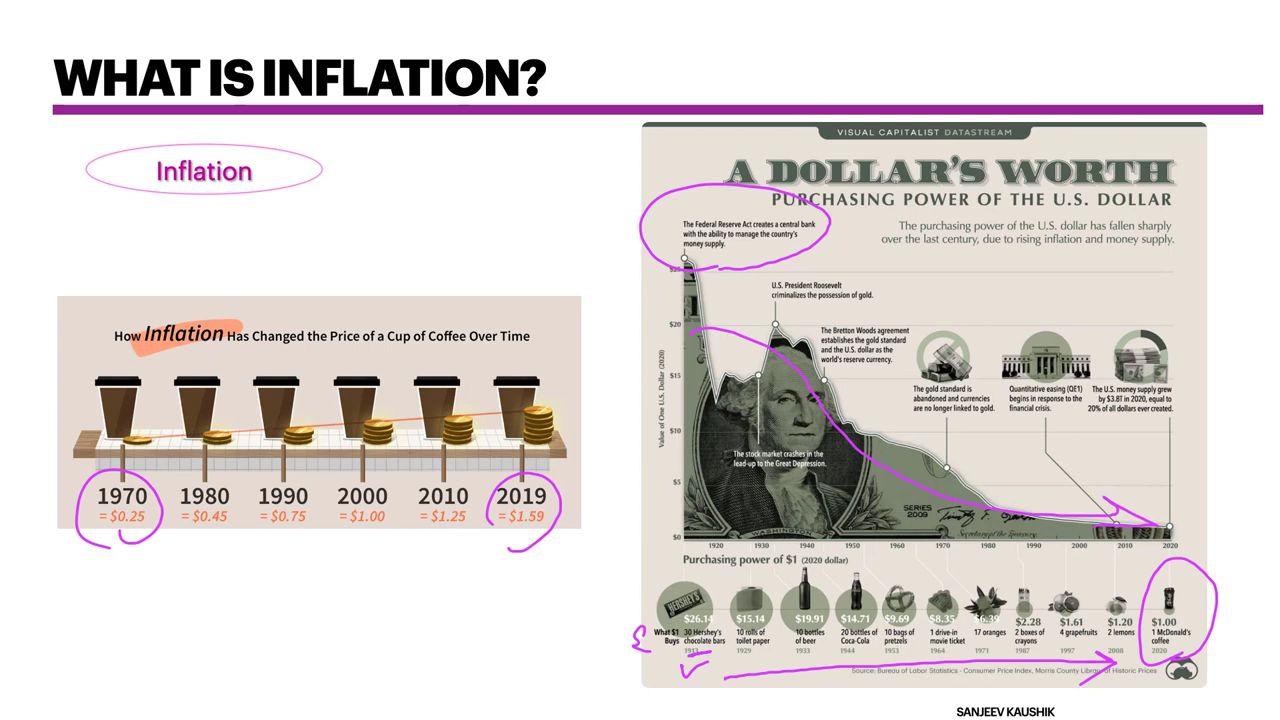 WHAT IS INFLATION?
Inflation
How Inflation Has Changed the Price of a Cup of Coffee Over Time
1970 1980 1990 2000 2010 2019
= $0.25 = $0.45 = $0.75 = $1.00 = $1.25 = $1.59
VISUAL CAPITALIST DATASTREAM
A DOLLAR'S WORTH
PURCHASING POWER OF THE U.S. DOLLAR
The purchasing power of the U.S. dollar has fallen sharply
over the last century, due to rising inflation and money supply.
The Federal Reserve Act creates a central bank
with the ability to manage the country's
money supply.
$25
U.S. President Roosevelt
criminalizes the possession of gold.
$20
The Bretton Woods agreement
establishes the gold standard
and the U.S. dollar as the
world's reserve currency.
Value of One U.S. Dollar (2020)
$15
The gold standard is
abandoned and currencies
are no longer linked to gold.
Quantitative easing (QE1)
begins in response to the
financial crisis.
The U.S. money supply grew
by $3.8T in 2020, equal to
20% of all dollars ever created.
$10
The stock market crashes in the
lead-up to the Great Depression.
$5
SERIES
2009
WASHINGTON
Secretary of the Treasury.
$0
1920 1930 1940 1950 1960 1970 1980 1990 2000 2010 2020
Purchasing power of $1 (2020 dollar)
HERSHEY'S
$26.14 $15.14 $19.91 $14.71 $9.69 $8.35 $6.39 $2.28 $1.61 $1.20 $1.00
What $1
Buys
30 Hershey's
chocolate bars
1913
10 rolls of
toilet paper
1929
10 bottles
of beer
1933
20 bottles of
Coca-Cola
1944
10 bags of
pretzels
1953
1 drive-in
movie ticket
1964
17 oranges
1971
2 boxes of
crayons
1987
4 grapefruits
1997
2 lemons
2008
1 McDonald's
coffee
2020
Source: Bureau of Labor Statistics - Consumer Price Index, Morris County Library of Historic Prices
SANJEEV KAUSHIK